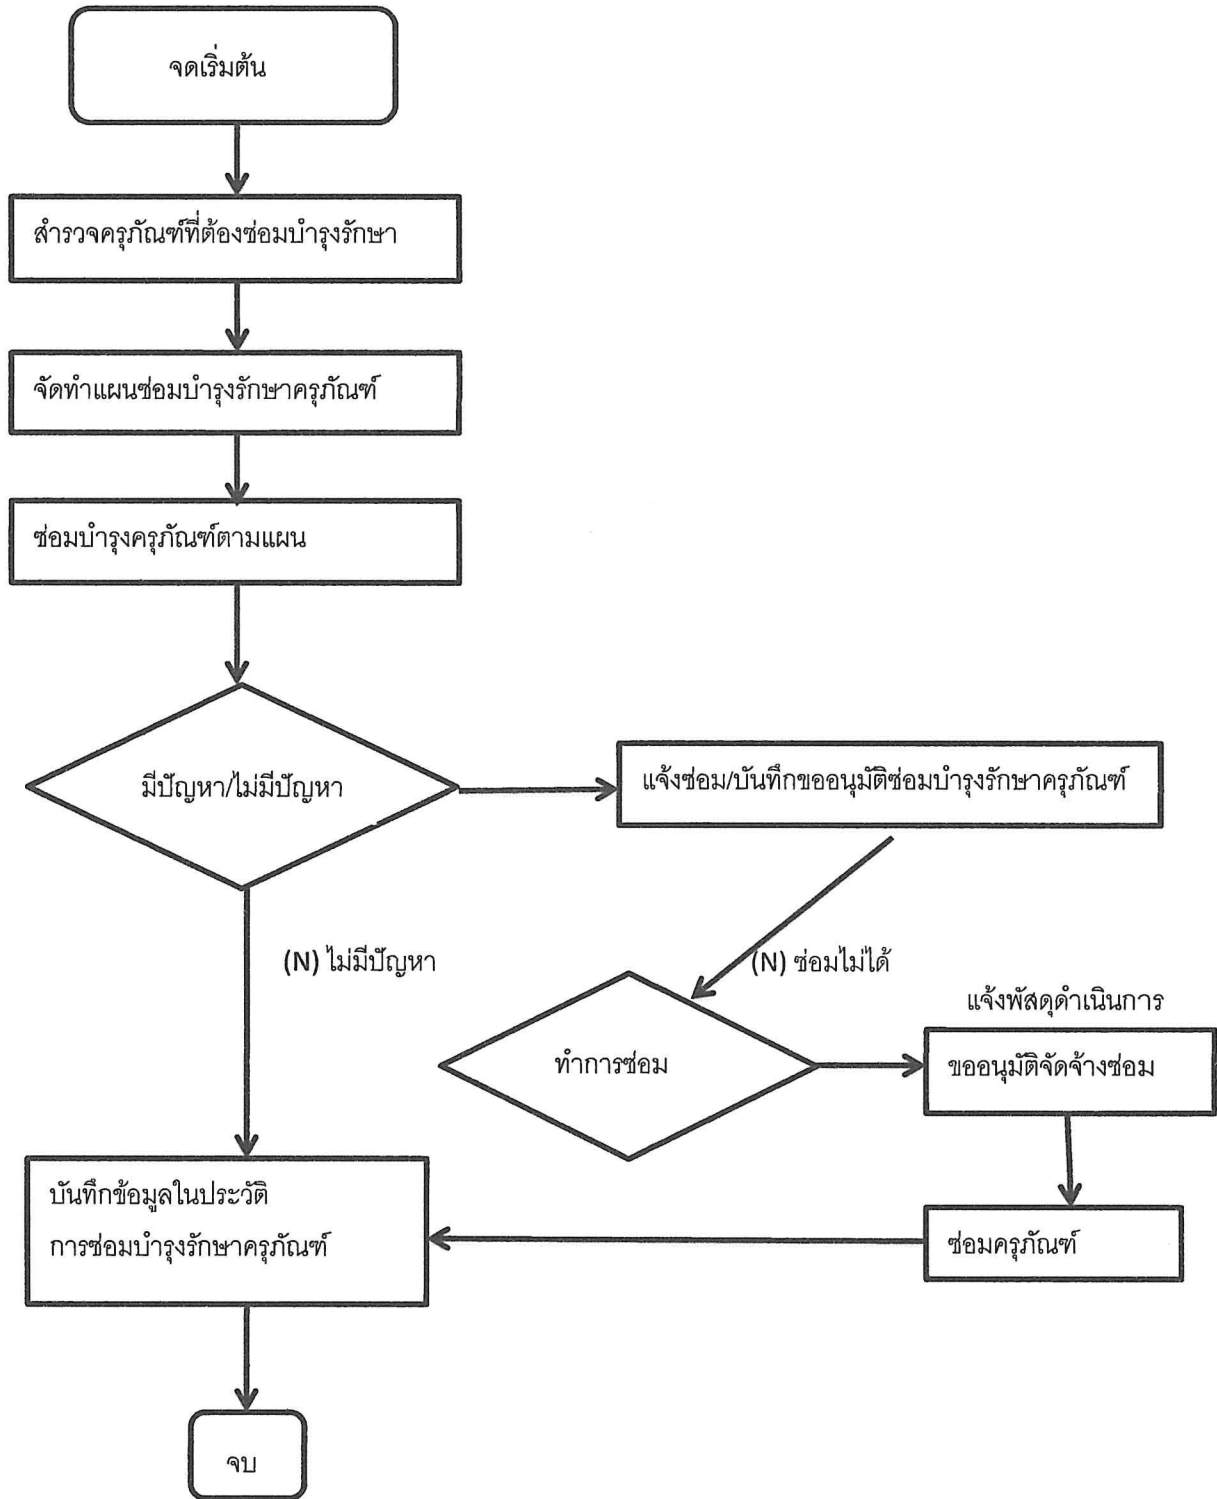 จดเริ่มต้น
สำรวจครุภัณฑ์ที่ต้องซ่อมบำรุงรักษา
จัดทำแผนซ่อมบำรุงรักษาครุภัณฑ์
ซ่อมบำรุงครุภัณฑ์ตามแผน
มีปัญหา/ไม่มีปัญหา
แจ้งซ่อม/บันทึกขออนุมัติซ่อมบำรุงรักษาครุภัณฑ์
(N) ไม่มีปัญหา
(N) ซ่อมไม่ได้
แจ้งพัสดุดำเนินการ
ทำการซ่อม
ขออนุมัติจัดจ้างซ่อม
บันทึกข้อมูลในประวัติ
การซ่อมบำรุงรักษาครุภัณฑ์
ซ่อมครุภัณฑ์
จบ